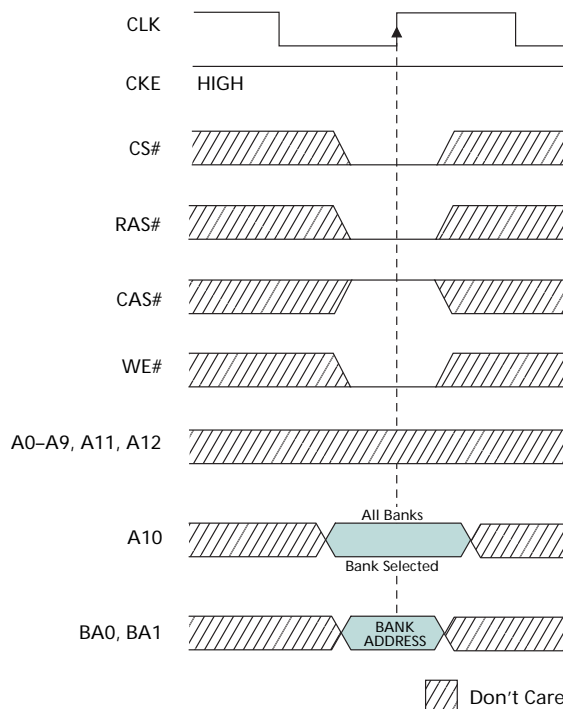 CLK
CKE HIGH
CS#
RAS#
CAS#
WE#
A0–A9, A11, A12
All Banks
A10
Bank Selected
BA0, BA1
BANK
ADDRESS
Don't Care